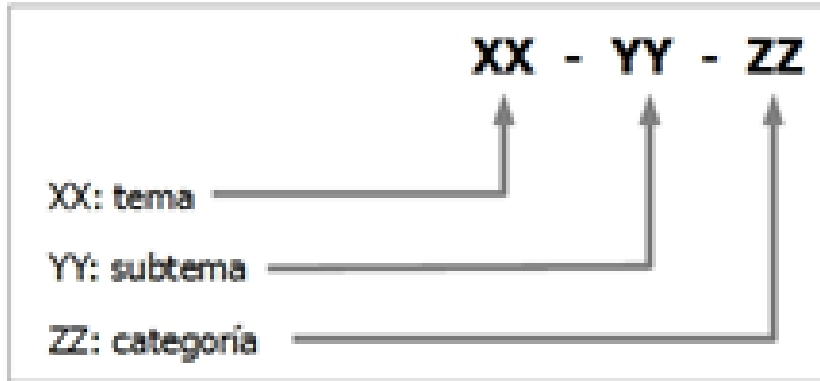 XX - YY - ZZ
XX: tema
YY: subtema
ZZ: categoría